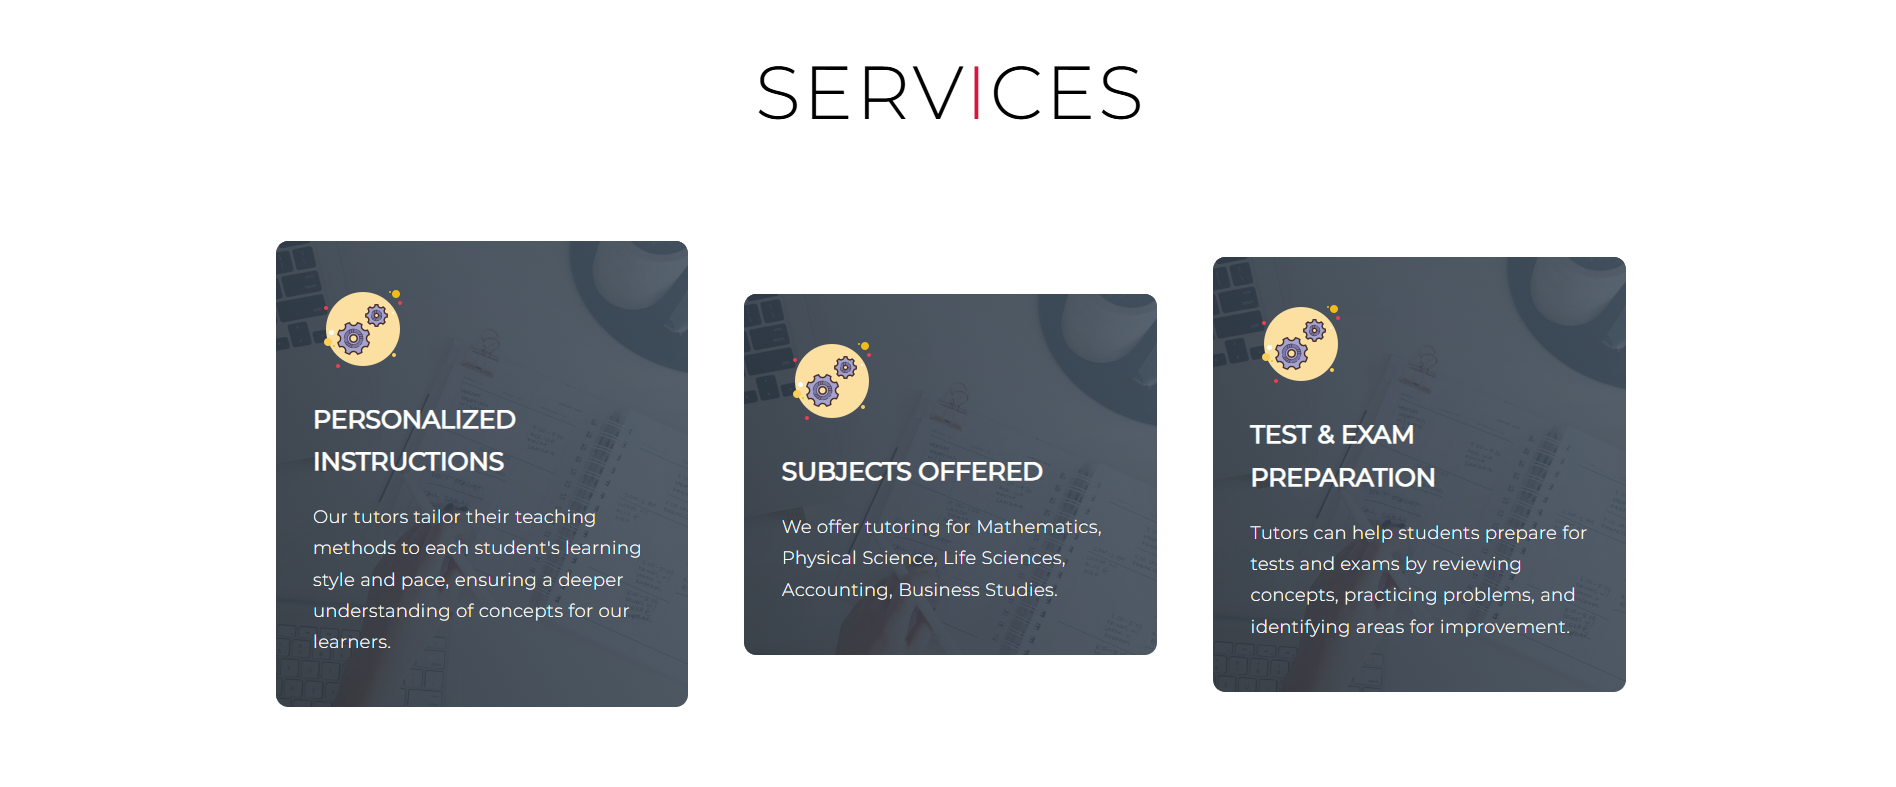 SERVICES
PERSONALIZED
INSTRUCTIONS
Our tutors tailor their teaching
methods to each student's learning
style and pace, ensuring a deeper
understanding of concepts for our
learners.
SUBJECTS OFFERED
We offer tutoring for Mathematics,
Physical Science, Life Sciences,
Accounting, Business Studies.
TEST & EXAM
PREPARATION
Tutors can help students prepare for
tests and exams by reviewing
concepts, practicing problems, and
identifying areas for improvement.